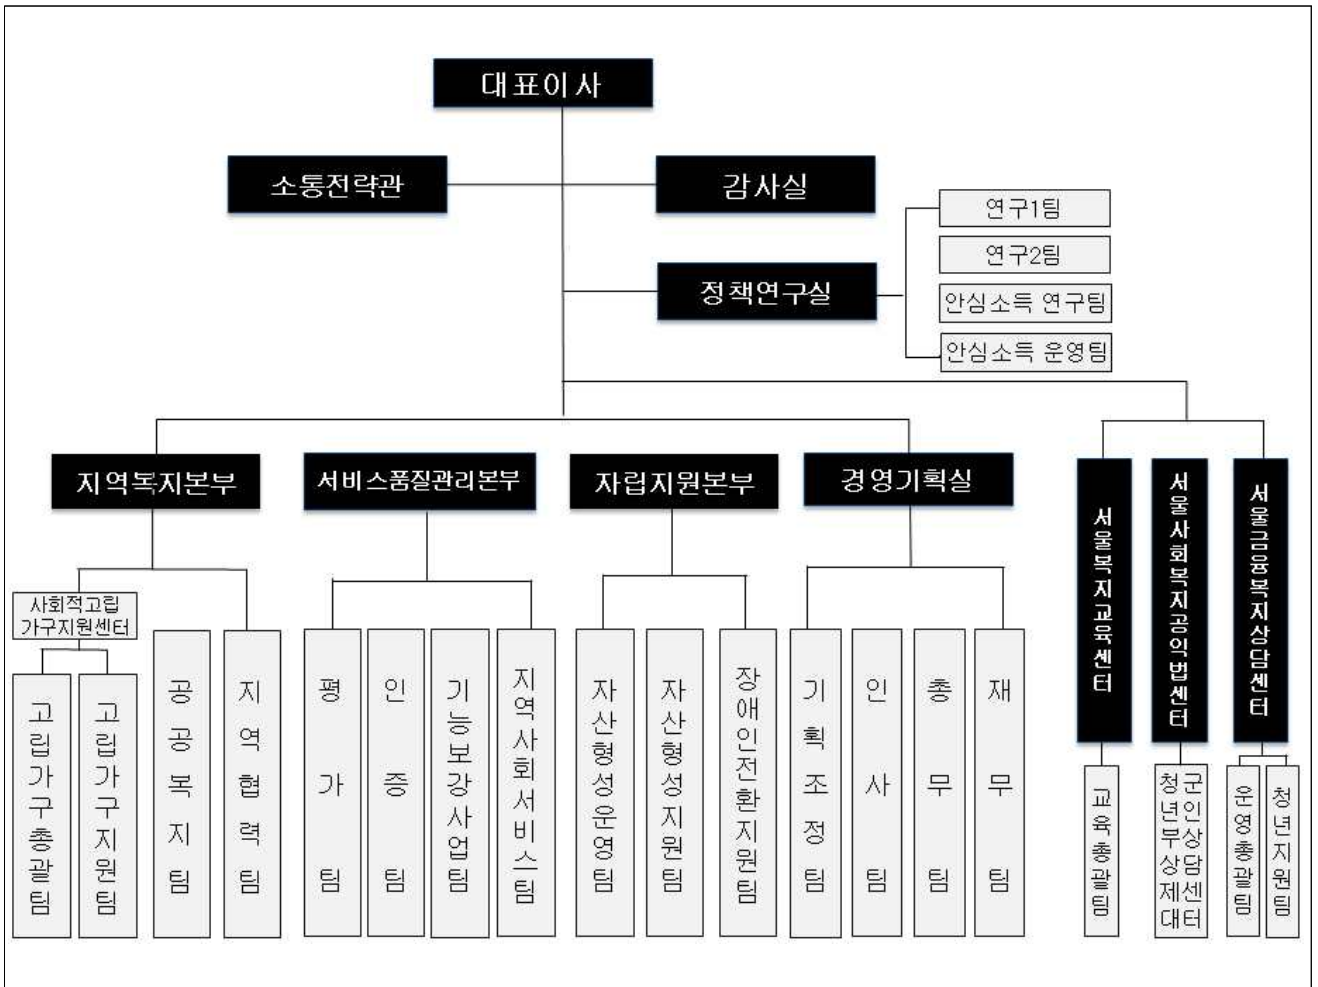 대표이사
소통전략관
감사실
정책연구실
연구1팀
연구2팀
안심소득 연구팀
안심소득 운영팀
지역복지본부
서비스품질관리본부
자립지원본부
경영기획실
서울복지교육센터
서울사회복지공익법센터
서울금융복지상담센터
사회적고립
가구지원센터
고립가구총괄팀
고립가구지원팀
공공복지팀
지역협력팀
평가팀
인증팀
기능보강사업팀
지역사회서비스팀
자산형성운영팀
자산형성지원팀
장애인전환지원팀
기획조정팀
인사팀
총무팀
재무팀
교육총괄팀
청년부상제대
군인상담센터
운영총괄팀
청년지원팀